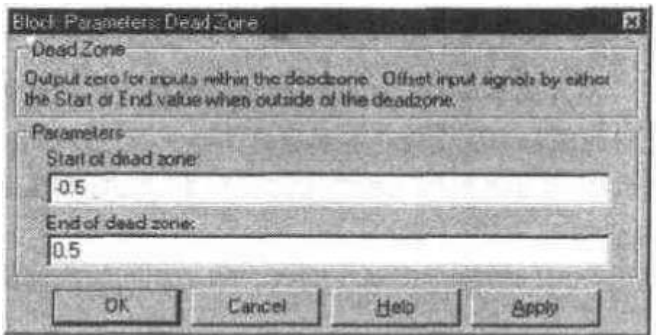 Block Parameters: Dead Zone
Dead Zone
Output zero for inputs within the deadzone. Offset input signals by either
the Start or End value when outside of the deadzone.
Parameters
Start of dead zone:
-0.5
End of dead zone:
0.5
OK
Cancel
Help
Apply